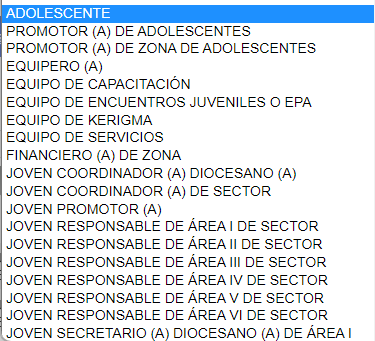 ADOLESCENTE
PROMOTOR (A) DE ADOLESCENTES
PROMOTOR (A) DE ZONA DE ADOLESCENTES
EQUIPERO (A)
EQUIPO DE CAPACITACIÓN
EQUIPO DE ENCUENTROS JUVENILES O EPA
EQUIPO DE KERIGMA
EQUIPO DE SERVICIOS
FINANCIERO (A) DE ZONA
JOVEN COORDINADOR (A) DIOCESANO (A)
JOVEN COORDINADOR (A) DE SECTOR
JOVEN PROMOTOR (A)
JOVEN RESPONSABLE DE ÁREA I DE SECTOR
JOVEN RESPONSABLE DE ÁREA II DE SECTOR
JOVEN RESPONSABLE DE ÁREA III DE SECTOR
JOVEN RESPONSABLE DE ÁREA IV DE SECTOR
JOVEN RESPONSABLE DE ÁREA V DE SECTOR
JOVEN RESPONSABLE DE ÁREA VI DE SECTOR
JOVEN SECRETARIO (A) DIOCESANO (A) DE ÁREA I